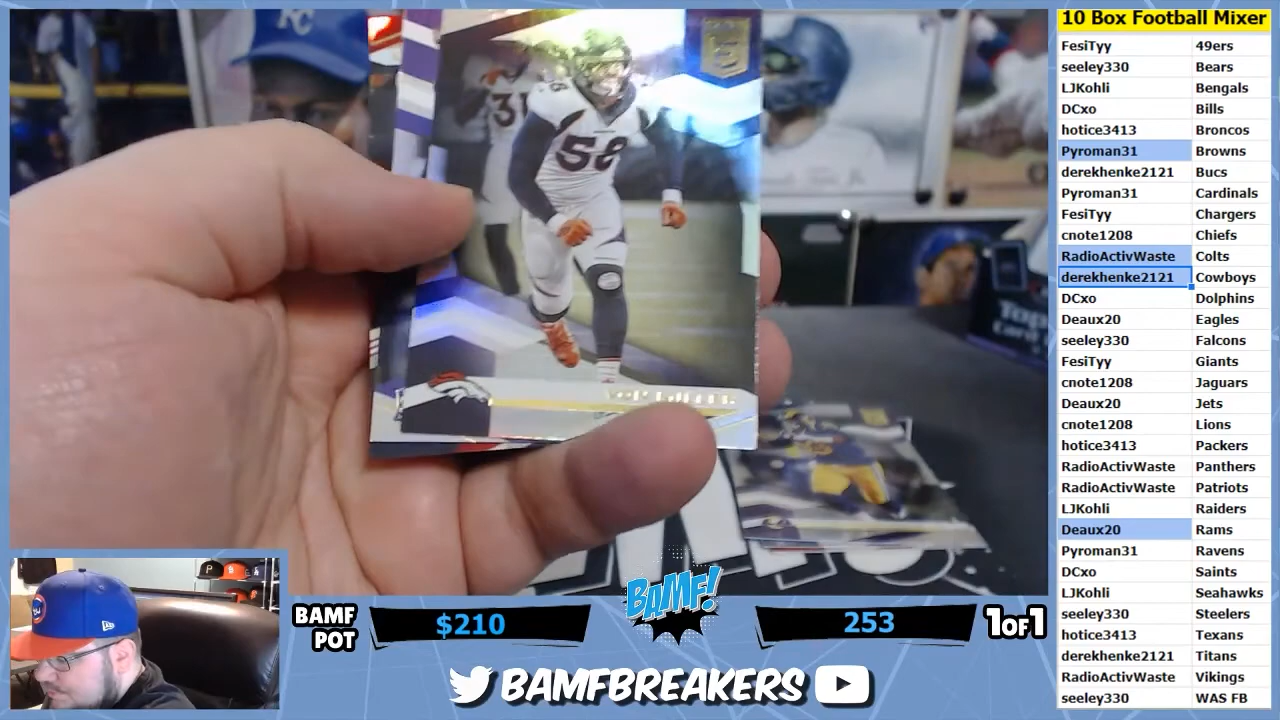 KC
58
31
Top
10 Box Football Mixer
FesiTyy 49ers
seeley330 Bears
LJKohli Bengals
DCxo Bills
hotice3413 Broncos
Pyroman31 Browns
derekhenke2121 Bucs
Pyroman31 Cardinals
FesiTyy Chargers
cnote1208 Chiefs
RadioActivWaste Colts
derekhenke2121 Cowboys
DCxo Dolphins
Deaux20 Eagles
seeley330 Falcons
FesiTyy Giants
cnote1208 Jaguars
Deaux20 Jets
cnote1208 Lions
hotice3413 Packers
RadioActivWaste Panthers
RadioActivWaste Patriots
LJKohli Raiders
Deaux20 Rams
Pyroman31 Ravens
DCxo Saints
LJKohli Seahawks
seeley330 Steelers
hotice3413 Texans
derekhenke2121 Titans
RadioActivWaste Vikings
seeley330 WAS FB
BAMF POT
$210
BAMF!
253
1 OF 1
BAMFBREAKERS